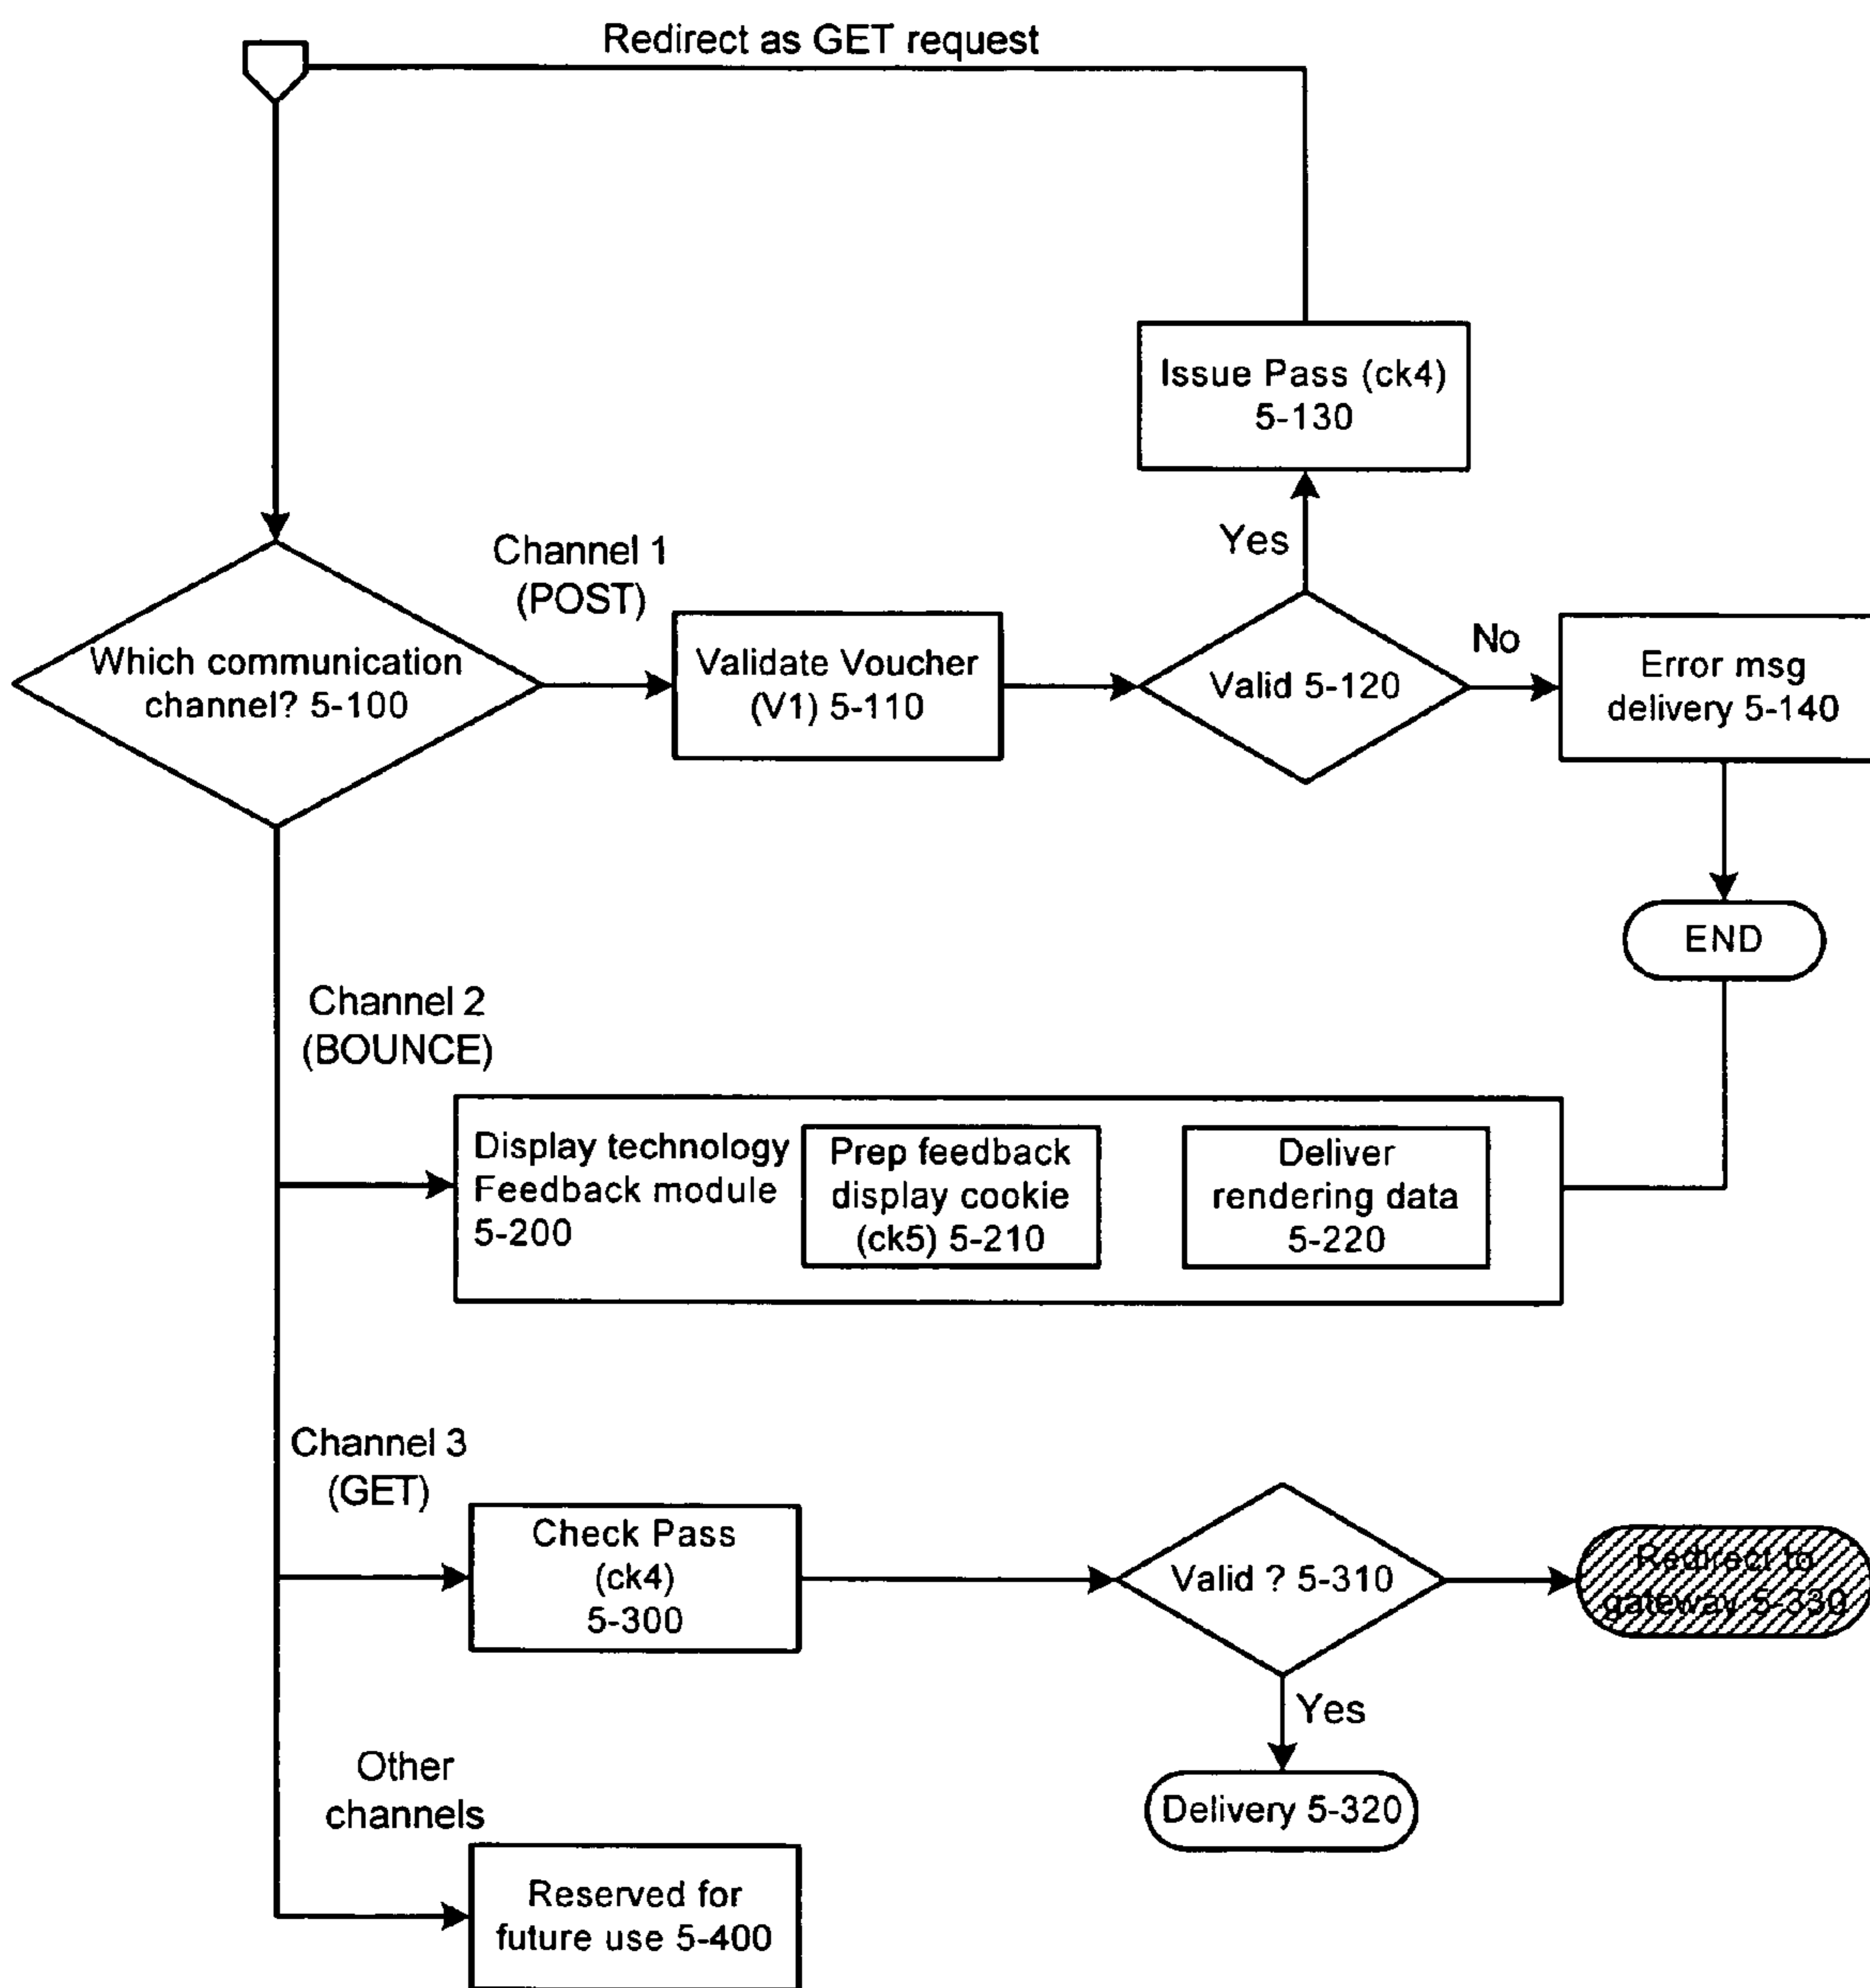 Redirect as GET request
Issue Pass (ck4)
5-130
Yes
Channel 1
(POST)
Which communication
channel? 5-100
Validate Voucher
(V1) 5-110
Valid 5-120
No
Error msg
delivery 5-140
END
Channel 2
(BOUNCE)
Display technology
Feedback module
5-200
Prep feedback
display cookie
(ck5) 5-210
Deliver
rendering data
5-220
Channel 3
(GET)
Check Pass
(ck4)
5-300
Valid ? 5-310
Redirect to
gateway 5-330
Yes
Delivery 5-320
Other
channels
Reserved for
future use 5-400